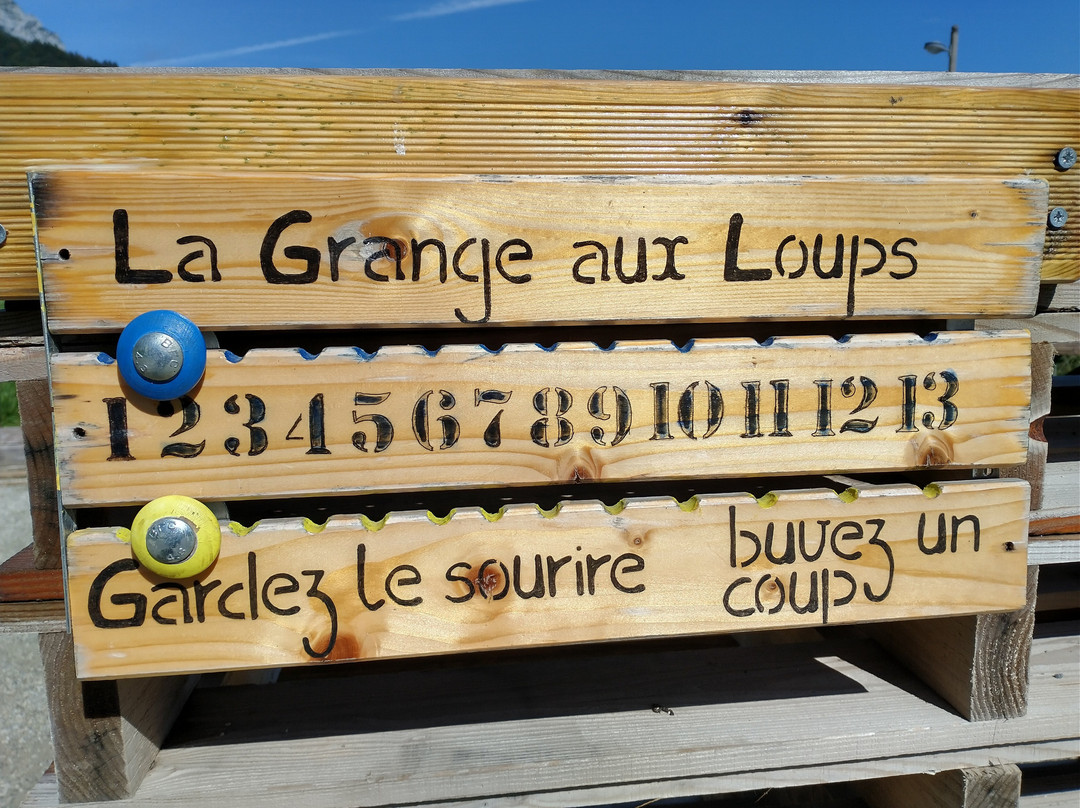 La Grange aux Loups
1 2 3 4 5 6 7 8 9 10 11 12 13
Gardez le sourire buvez un
coup